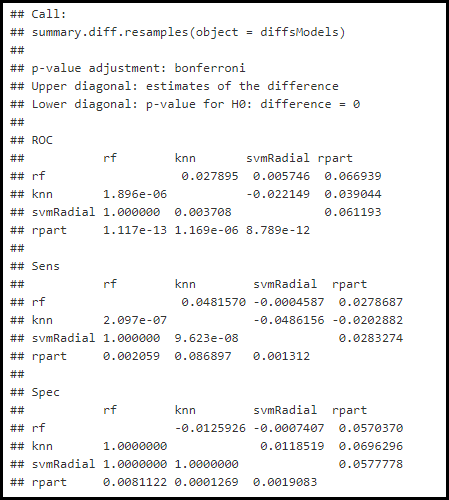 ## Call:
## summary.diff.resamples(object = diffsModels)
##
## p-value adjustment: bonferroni
## Upper diagonal: estimates of the difference
## Lower diagonal: p-value for H0: difference = 0
##
## ROC
##           rf        knn       svmRadial rpart
## rf                   0.027895  0.005746  0.066939
## knn       1.896e-06           -0.022149  0.039044
## svmRadial 1.000000  0.003708             0.061193
## rpart     1.117e-13 1.169e-06 8.789e-12
##
## Sens
##           rf        knn        svmRadial  rpart
## rf                   0.0481570 -0.0004587  0.0278687
## knn       2.097e-07            -0.0486156 -0.0202882
## svmRadial 1.000000  9.623e-08              0.0283274
## rpart     0.002059  0.086897   0.001312
##
## Spec
##           rf        knn        svmRadial  rpart
## rf                  -0.0125926 -0.0007407  0.0570370
## knn       1.0000000             0.0118519  0.0696296
## svmRadial 1.0000000 1.0000000              0.0577778
## rpart     0.0081122 0.0001269  0.0019083